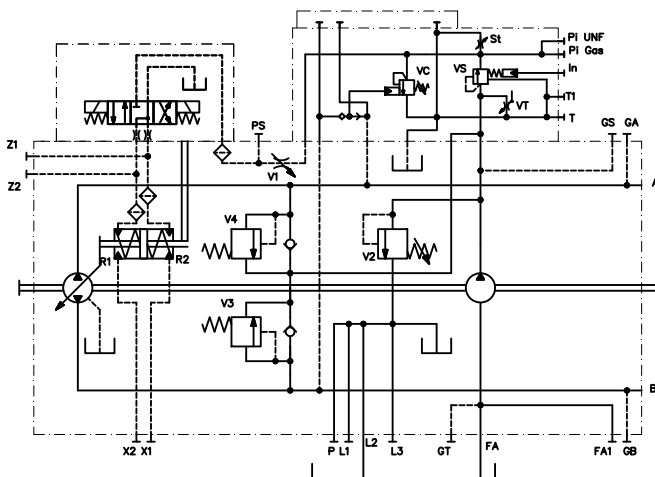 St
Pi UNF
Pi Gas
VC
VS
In
T1
VT
T
PS
GS GA
Z1
V1
Z2
A
V4
V2
R1
R2
V3
B
X2 X1
P L1 L2 L3 GT FA FA1 GB